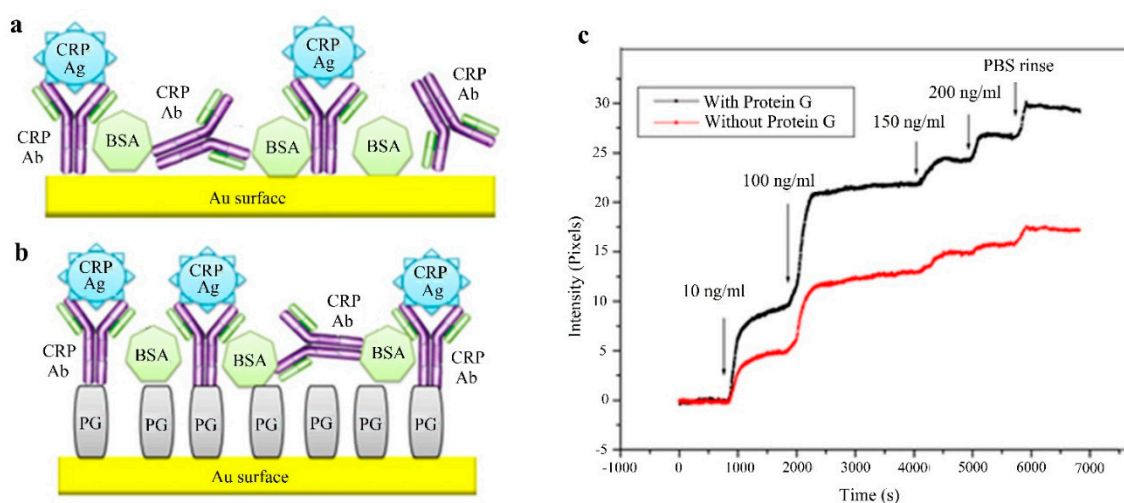 a
CRP
Ag
CRP
Ag
CRP
Ab
CRP
Ab
CRP
Ab
BSA
BSA
BSA
Au surface
b
CRP
Ag
CRP
Ag
CRP
Ag
CRP
Ab
CRP
Ab
CRP
Ab
BSA
BSA
BSA
PG
PG
PG
PG
PG
PG
PG
Au surface
c
With Protein G
Without Protein G
PBS rinse
200 ng/ml
150 ng/ml
100 ng/ml
10 ng/ml
Intensity (Pixels)
30
25
20
15
10
5
0
-5
-1000 0 1000 2000 3000 4000 5000 6000 7000
Time (s)